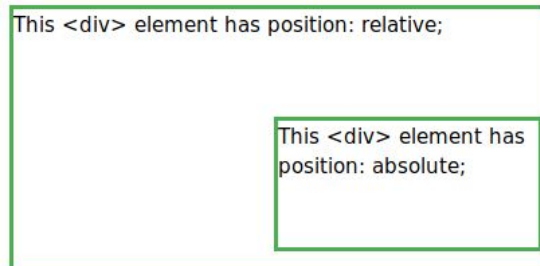 This <div> element has position: relative;
This <div> element has
position: absolute;